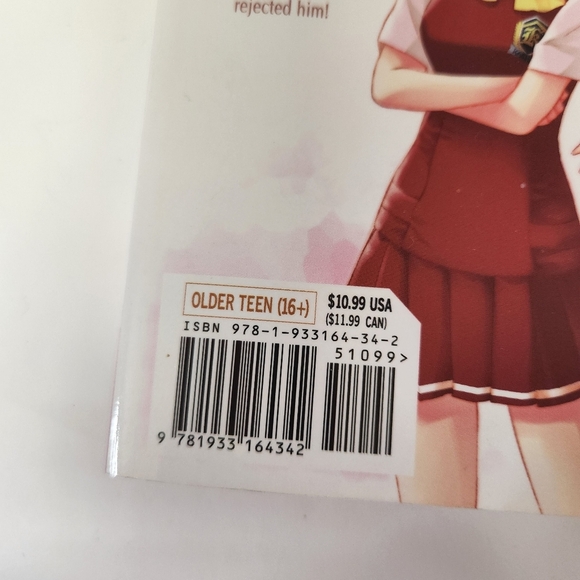 rejected him!
OLDER TEEN (16+)
$10.99 USA
($11.99 CAN)
ISBN 978-1-933164-34-2
51099>
9 781933 164342